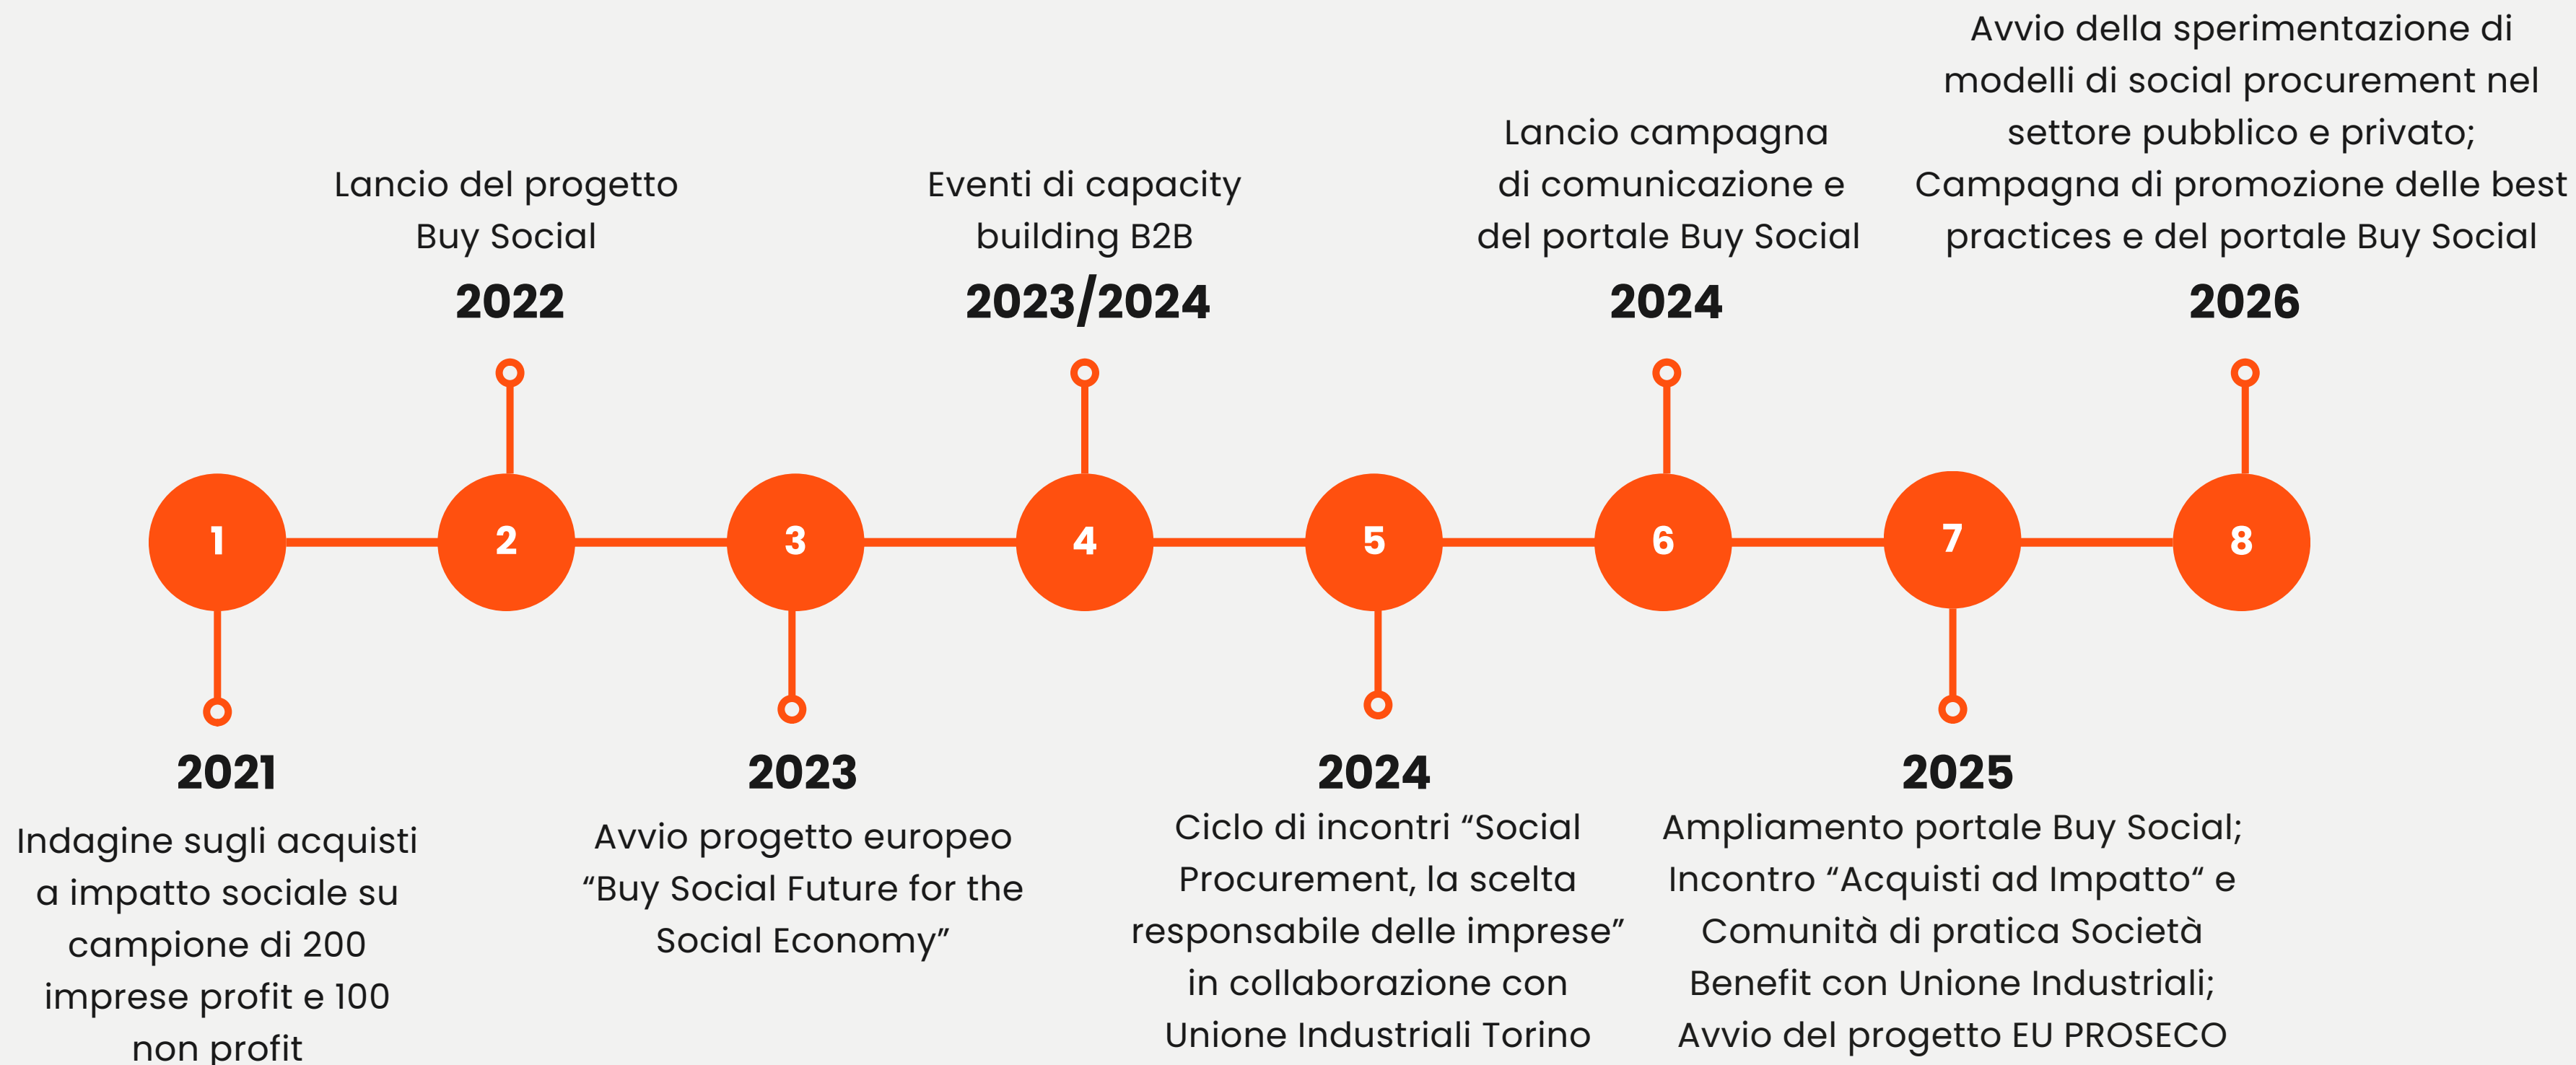 Avvio della sperimentazione di
modelli di social procurement nel
settore pubblico e privato;
Campagna di promozione delle best
practices e del portale Buy Social
2026
Lancio campagna
di comunicazione e
del portale Buy Social
2024
Eventi di capacity
building B2B
2023/2024
Lancio del progetto
Buy Social
2022
1
2
3
4
5
6
7
8
2021
Indagine sugli acquisti
a impatto sociale su
campione di 200
imprese profit e 100
non profit
2023
Avvio progetto europeo
“Buy Social Future for the
Social Economy”
2024
Ciclo di incontri “Social
Procurement, la scelta
responsabile delle imprese”
in collaborazione con
Unione Industriali Torino
2025
Ampliamento portale Buy Social;
Incontro “Acquisti ad Impatto“ e
Comunità di pratica Società
Benefit con Unione Industriali;
Avvio del progetto EU PROSECO